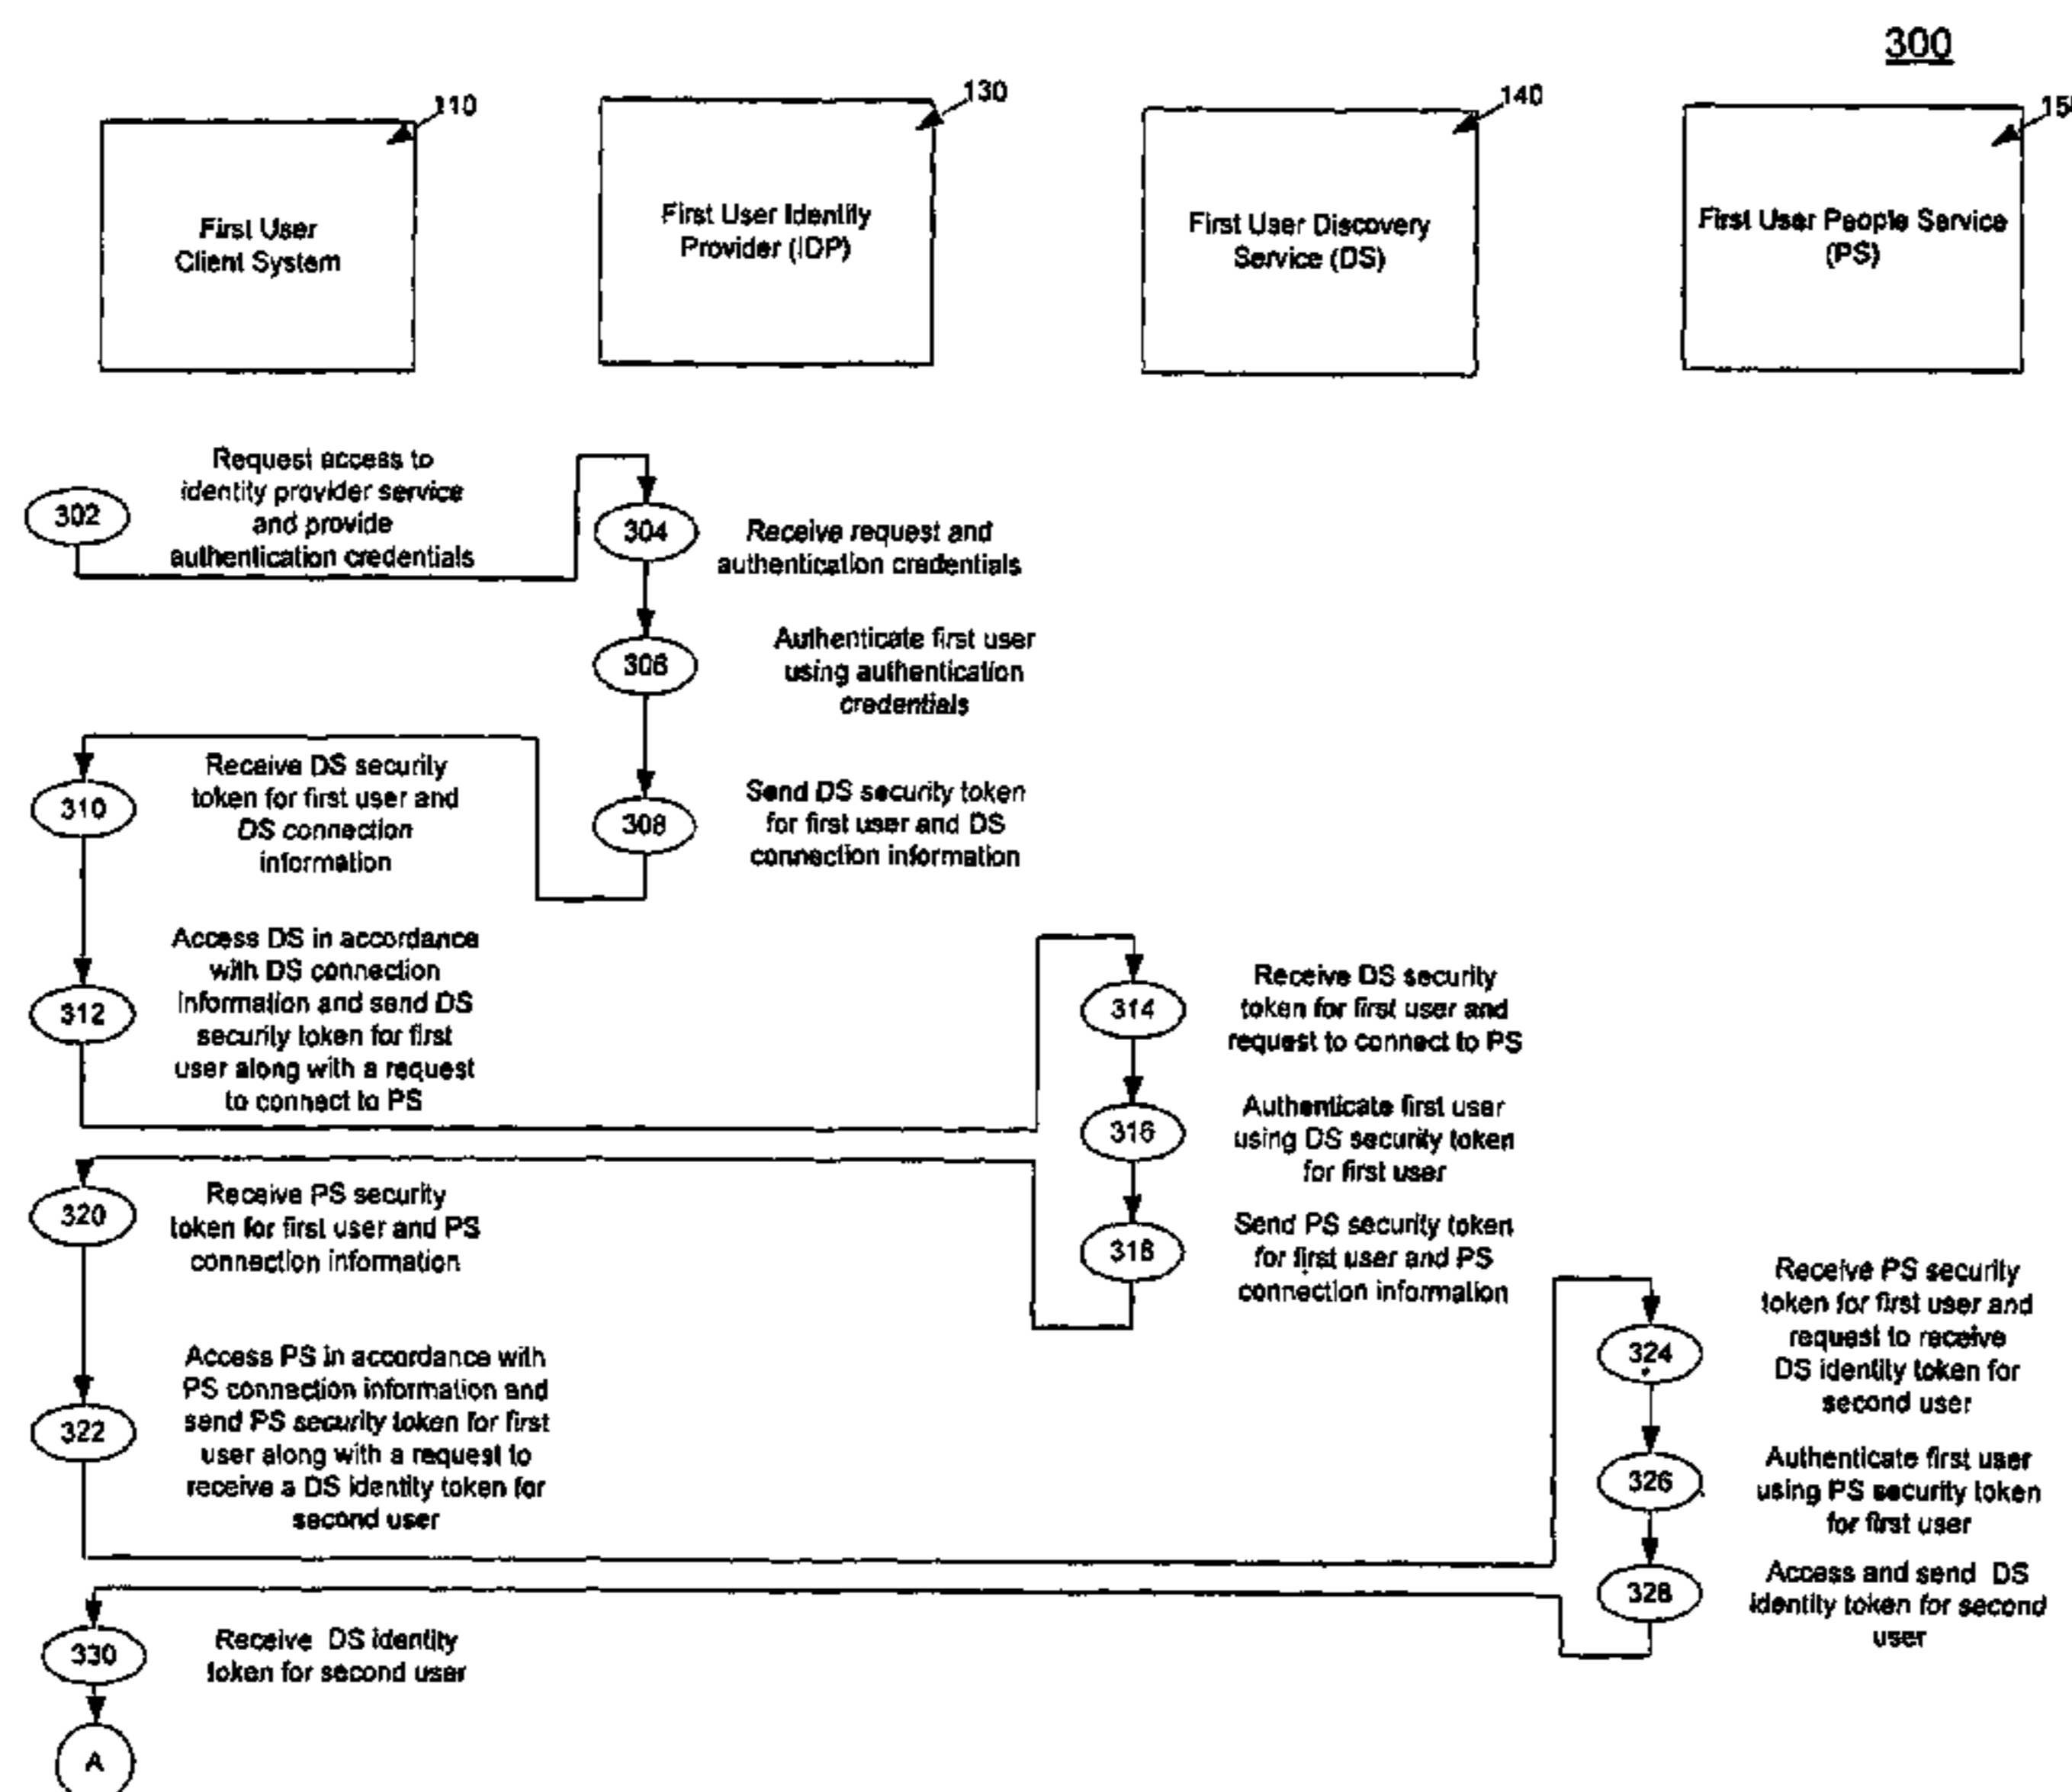 300
110
130
140
First User
Client System
First User Identity
Provider (IDP)
First User Discovery
Service (DS)
First User People Service
(PS)
302
Request access to
identity provider service
and provide
authentication credentials
304
Receive request and
authentication credentials
306
Authenticate first user
using authentication
credentials
308
Send DS security token
for first user and DS
connection information
310
Receive DS security
token for first user and
DS connection
information
312
Access DS in accordance
with DS connection
information and send DS
security token for first
user along with a request
to connect to PS
314
Receive DS security
token for first user and
request to connect to PS
316
Authenticate first user
using DS security token
for first user
318
Send PS security token
for first user and PS
connection information
320
Receive PS security
token for first user and PS
connection information
322
Access PS in accordance with
PS connection information and
send PS security token for first
user along with a request to
receive a DS identity token for
second user
324
Receive PS security
token for first user and
request to receive
DS identity token for
second user
326
Authenticate first user
using PS security token
for first user
328
Access and send DS
identity token for second
user
330
Receive DS identity
token for second user
A